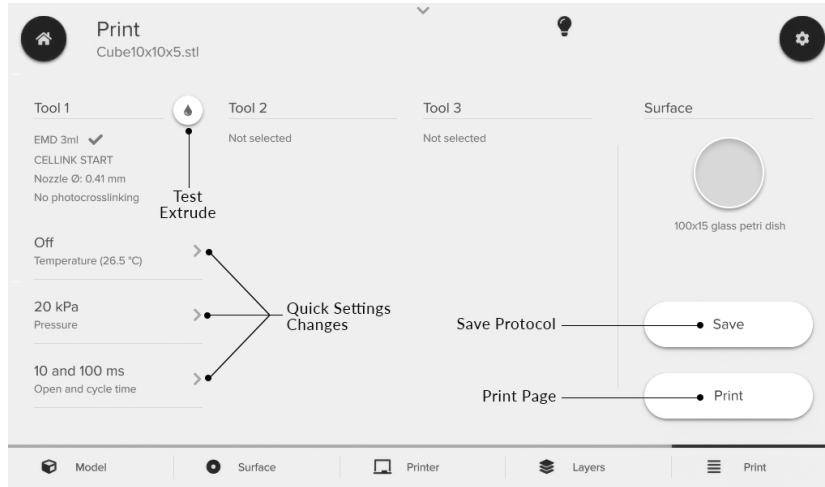 Print
Cube10x10x5.stl
Tool 1
EMD 3ml
CELLINK START
Nozzle Ø: 0.41 mm
No photocrosslinking
Test
Extrude
Off
Temperature (26.5 °C)
20 kPa
Pressure
10 and 100 ms
Open and cycle time
Quick Settings
Changes
Tool 2
Not selected
Tool 3
Not selected
Surface
100x15 glass petri dish
Save Protocol
Save
Print Page
Print
Model
Surface
Printer
Layers
Print